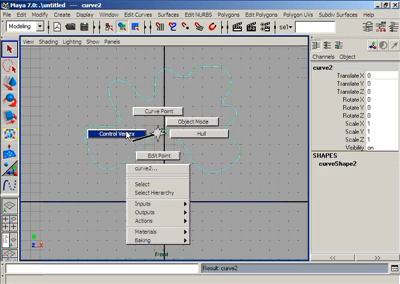 Maya 7.0: .\untitled --- curve2
File Edit Modify Create Display Window Edit Curves Surfaces Edit NURBS Polygons Edit Polygons Polygon UVs Subdiv Surfaces Help
Modeling
sel
View Shading Lighting Show Panels
Channels Object
curve2
Translate X 0
Translate Y 0
Translate Z 0
Rotate X 0
Rotate Y 0
Rotate Z 0
Scale X 1
Scale Y 1
Scale Z 1
Visibility on
SHAPES
curveShape2
Curve Point
Object Mode
Control Vertex
Hull
Edit Point
curve2...
Select
Select Hierarchy
Inputs
Outputs
Actions
Materials
Baking
Front
Result: curve2